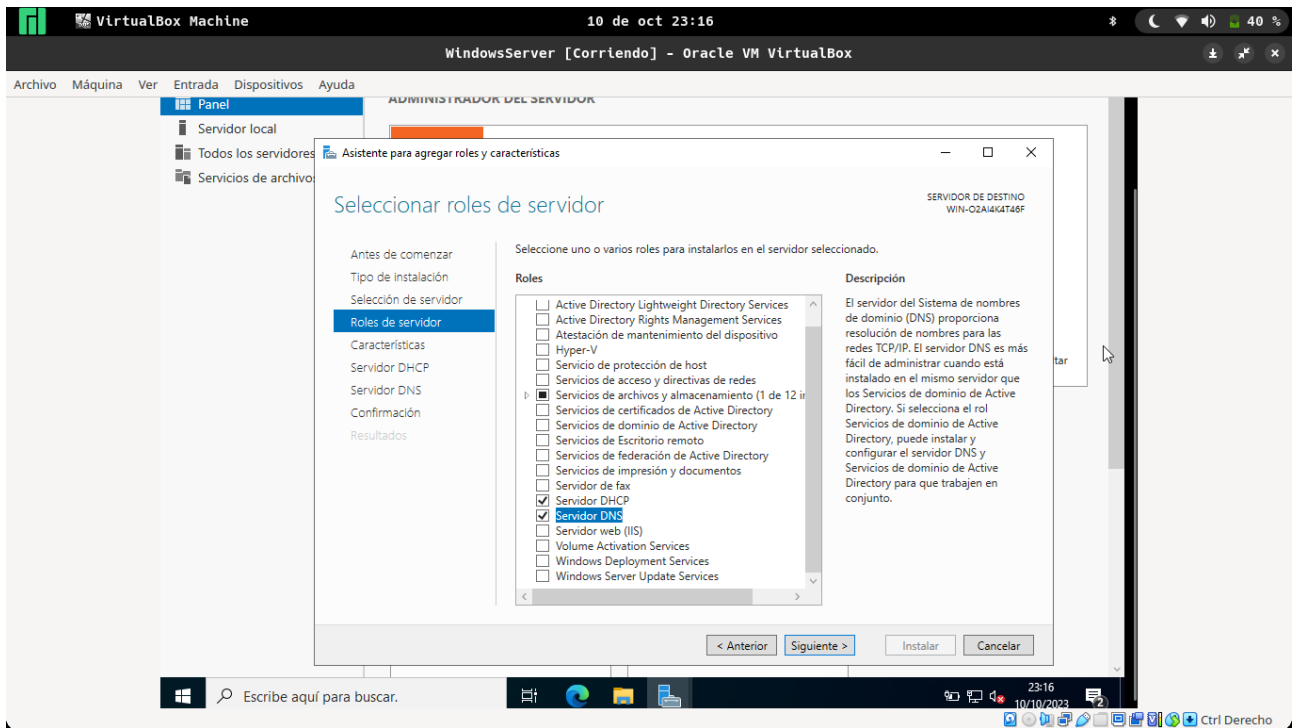 VirtualBox Machine
10 de oct 23:16
40 %
WindowsServer [Corriendo] - Oracle VM VirtualBox
Archivo Máquina Ver Entrada Dispositivos Ayuda
Panel
Servidor local
Todos los servidores
Servicios de archivo
ADMINISTRADOR DEL SERVIDOR
Asistente para agregar roles y características
Seleccionar roles de servidor
SERVIDOR DE DESTINO
WIN-O2AI4K4T46F
Antes de comenzar
Tipo de instalación
Selección de servidor
Roles de servidor
Características
Servidor DHCP
Servidor DNS
Confirmación
Resultados
Seleccione uno o varios roles para instalarlos en el servidor seleccionado.
Roles
Active Directory Lightweight Directory Services
Active Directory Rights Management Services
Atestación de mantenimiento del dispositivo
Hyper-V
Servicio de protección de host
Servicios de acceso y directivas de redes
Servicios de archivos y almacenamiento (1 de 12 ir
Servicios de certificados de Active Directory
Servicios de dominio de Active Directory
Servicios de Escritorio remoto
Servicios de federación de Active Directory
Servicios de impresión y documentos
Servidor de fax
Servidor DHCP
Servidor DNS
Servidor web (IIS)
Volume Activation Services
Windows Deployment Services
Windows Server Update Services
Descripción
El servidor del Sistema de nombres
de dominio (DNS) proporciona
resolución de nombres para las
redes TCP/IP. El servidor DNS es más
fácil de administrar cuando está
instalado en el mismo servidor que
los Servicios de dominio de Active
Directory. Si selecciona el rol
Servicios de dominio de Active
Directory, puede instalar y
configurar el servidor DNS y
Servicios de dominio de Active
Directory para que trabajen en
conjunto.
tar
< Anterior
Siguiente >
Instalar
Cancelar
Escribe aquí para buscar.
23:16
10/10/2023
2
Ctrl Derecho